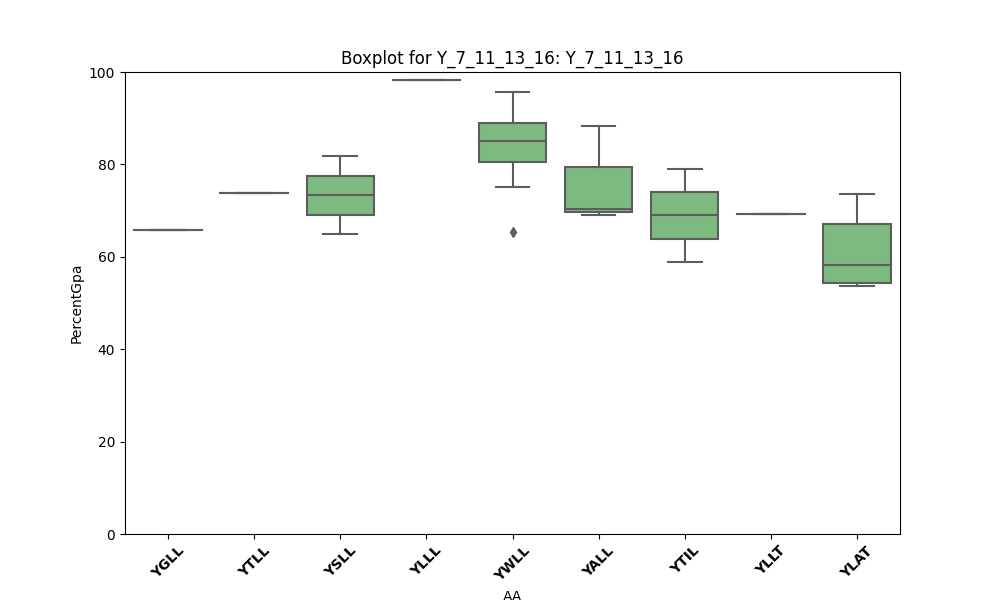 Boxplot for Y_7_11_13_16: Y_7_11_13_16
100
80
60
40
20
0
PercentGpa
YGLL YTLL YSLL YLLL YWLL YALL YTIL YLLT YLAT
AA